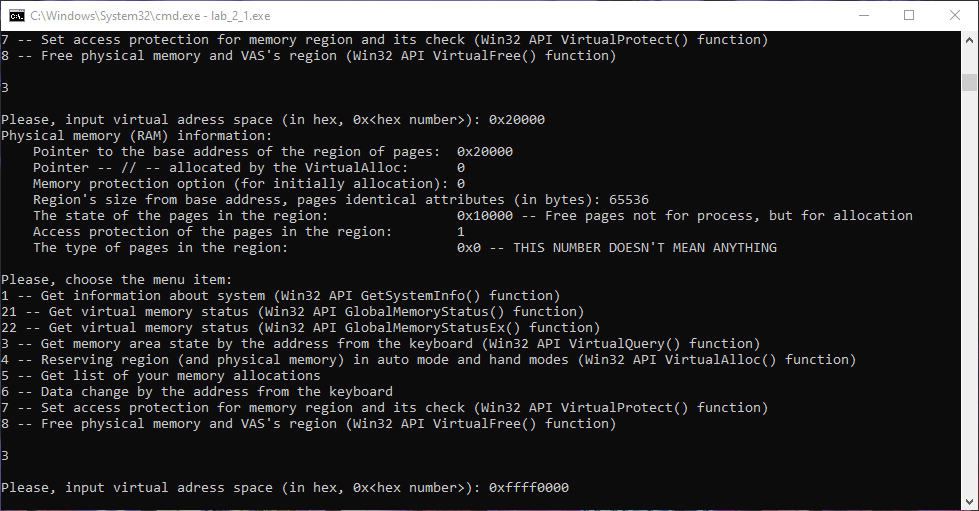 C:\Windows\System32\cmd.exe - lab_2_1.exe
7 -- Set access protection for memory region and its check (Win32 API VirtualProtect() function)
8 -- Free physical memory and VAS's region (Win32 API VirtualFree() function)
3
Please, input virtual adress space (in hex, 0x<hex number>): 0x20000
Physical memory (RAM) information:
Pointer to the base address of the region of pages: 0x20000
Pointer -- // -- allocated by the VirtualAlloc: 0
Memory protection option (for initially allocation): 0
Region's size from base address, pages identical attributes (in bytes): 65536
The state of the pages in the region: 0x10000 -- Free pages not for process, but for allocation
Access protection of the pages in the region: 1
The type of pages in the region: 0x0 -- THIS NUMBER DOESN'T MEAN ANYTHING
Please, choose the menu item:
1 -- Get information about system (Win32 API GetSystemInfo() function)
21 -- Get virtual memory status (Win32 API GlobalMemoryStatus() function)
22 -- Get virtual memory status (Win32 API GlobalMemoryStatusEx() function)
3 -- Get memory area state by the address from the keyboard (Win32 API VirtualQuery() function)
4 -- Reserving region (and physical memory) in auto mode and hand modes (Win32 API VirtualAlloc() function)
5 -- Get list of your memory allocations
6 -- Data change by the address from the keyboard
7 -- Set access protection for memory region and its check (Win32 API VirtualProtect() function)
8 -- Free physical memory and VAS's region (Win32 API VirtualFree() function)
3
Please, input virtual adress space (in hex, 0x<hex number>): 0xffff0000